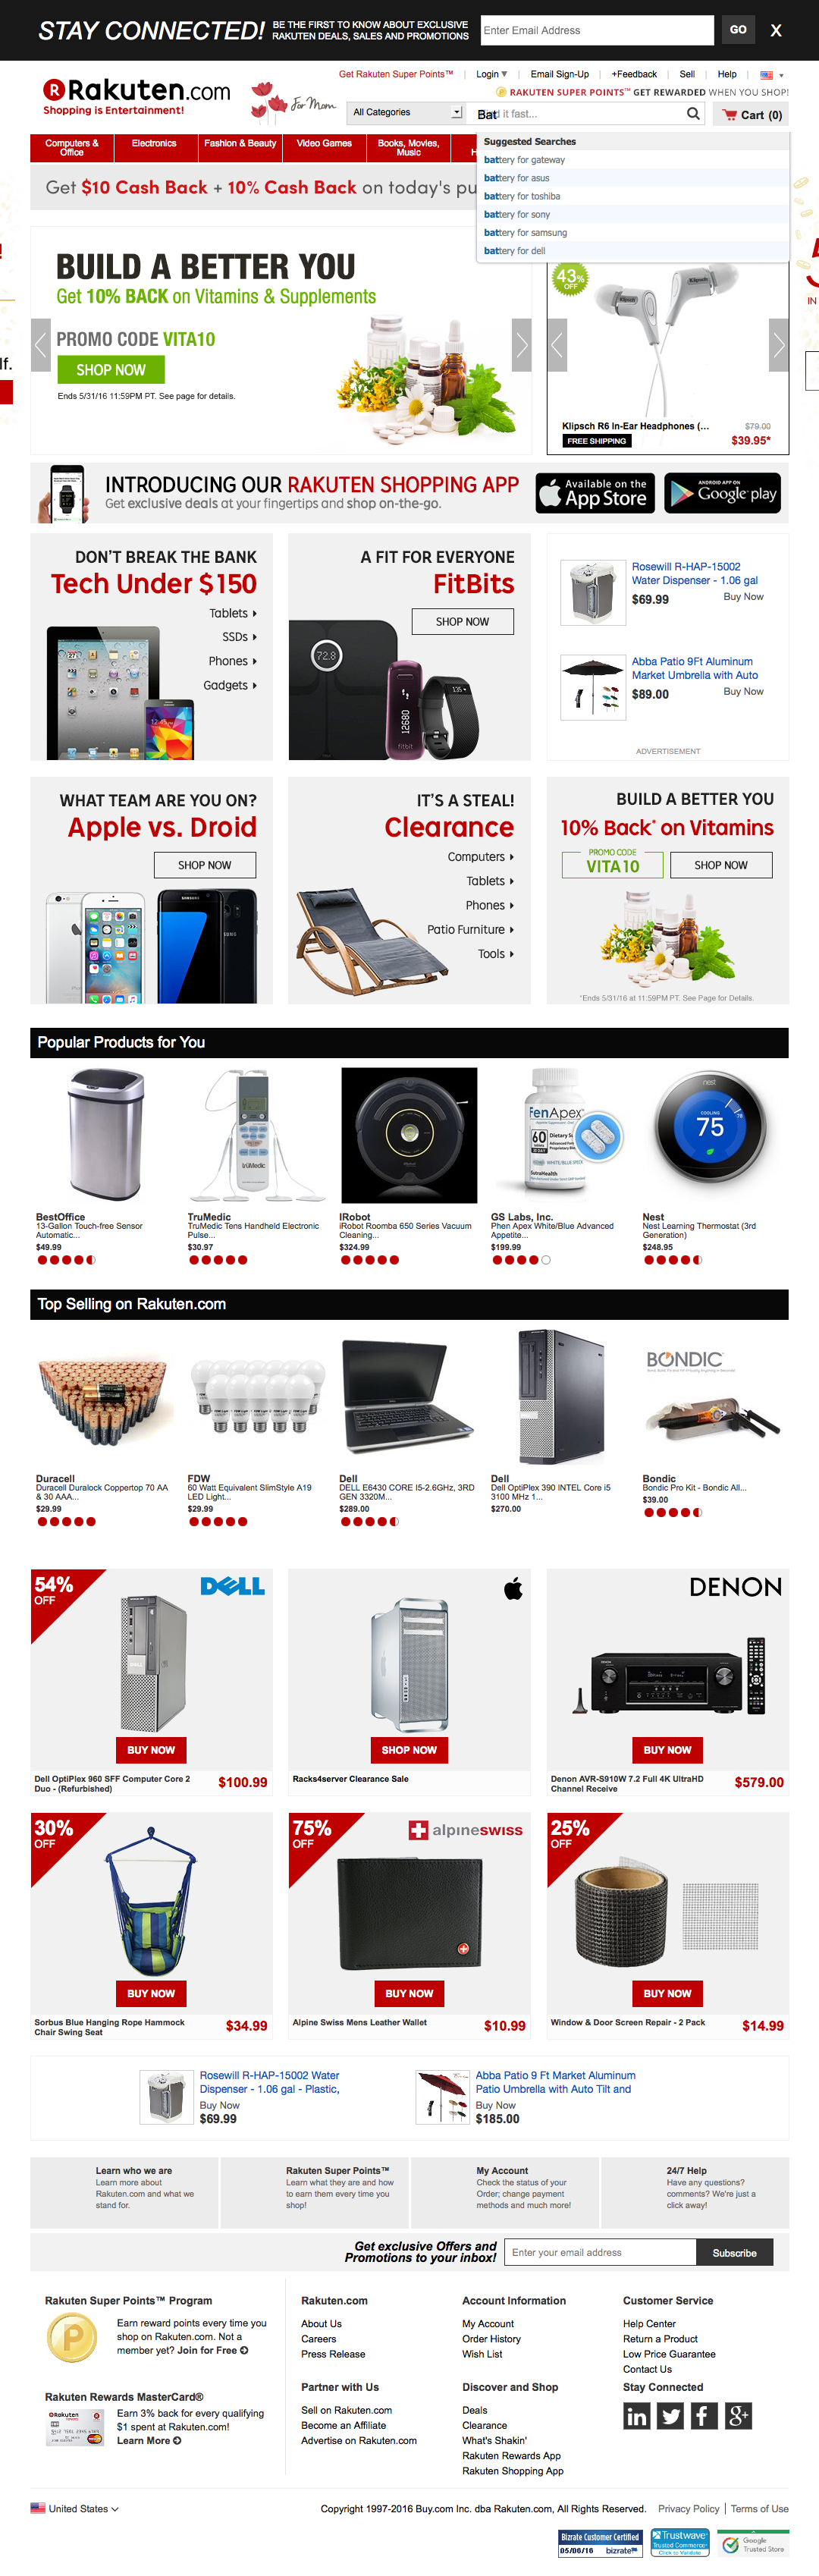 STAY CONNECTED!
BE THE FIRST TO KNOW ABOUT EXCLUSIVE
RAKUTEN DEALS, SALES AND PROMOTIONS
Enter Email Address
GO
X
Get Rakuten Super Points™
Login
Email Sign-Up
+Feedback
Sell
Help
Rakuten.com
Shopping is Entertainment!
For Mom
RAKUTEN SUPER POINTS™ GET REWARDED WHEN YOU SHOP!
All Categories
Bat
it fast...
Cart (0)
Computers &
Office
Electronics
Fashion & Beauty
Video Games
Books, Movies,
Music
H
Suggested Searches
battery for gateway
battery for asus
battery for toshiba
battery for sony
battery for samsung
battery for dell
Get $10 Cash Back + 10% Cash Back on today's pu
!
lf.
5
IN
BUILD A BETTER YOU
Get 10% BACK on Vitamins & Supplements
PROMO CODE VITA10
SHOP NOW
Ends 5/31/16 11:59PM PT. See page for details.
43%
OFF
Klipsch
Klipsch R6 In-Ear Headphones (...
$79.00
FREE SHIPPING
$39.95*
INTRODUCING OUR RAKUTEN SHOPPING APP
Get exclusive deals at your fingertips and shop on-the-go.
Available on the
App Store
ANDROID APP ON
Google play
DON'T BREAK THE BANK
Tech Under $150
Tablets
SSDs
Phones
Gadgets
A FIT FOR EVERYONE
FitBits
SHOP NOW
72.8
12680
fitbit
135
Rosewill R-HAP-15002
Water Dispenser - 1.06 gal
$69.99
Buy Now
Abba Patio 9Ft Aluminum
Market Umbrella with Auto
$89.00
Buy Now
ADVERTISEMENT
WHAT TEAM ARE YOU ON?
Apple vs. Droid
SHOP NOW
SAMSUNG
IT'S A STEAL!
Clearance
Computers
Tablets
Phones
Patio Furniture
Tools
BUILD A BETTER YOU
10% Back* on Vitamins
PROMO CODE
VITA10
SHOP NOW
*Ends 5/31/16 at 11:59PM PT. See Page for Details.
Popular Products for You
truMedic
FenApex
60
Dietary
WHITE/BLUE SPECK
SutraHealth
nest
COOLING
75
BestOffice
13-Gallon Touch-free Sensor
Automatic...
$49.99
TruMedic
TruMedic Tens Handheld Electronic
Pulse...
$30.97
IRobot
iRobot Roomba 650 Series Vacuum
Cleaning...
$324.99
GS Labs, Inc.
Phen Apex White/Blue Advanced
Appetite...
$199.99
Nest
Nest Learning Thermostat (3rd
Generation)
$248.95
Top Selling on Rakuten.com
BONDIC
Duracell
Duracell Duralock Coppertop 70 AA
& 30 AAA...
$29.99
FDW
60 Watt Equivalent SlimStyle A19
LED Light...
$29.99
Dell
DELL E6430 CORE I5-2.6GHz, 3RD
GEN 3320M...
$289.00
Dell
Dell OptiPlex 390 INTEL Core i5
3100 MHz 1...
$270.00
Bondic
Bondic Pro Kit - Bondic All...
$39.00
54%
OFF
DELL
BUY NOW
Dell OptiPlex 960 SFF Computer Core 2
Duo - (Refurbished)
$100.99
SHOP NOW
Racks4server Clearance Sale
DENON
BUY NOW
Denon AVR-S910W 7.2 Full 4K UltraHD
Channel Receive
$579.00
30%
OFF
BUY NOW
Sorbus Blue Hanging Rope Hammock
Chair Swing Seat
$34.99
75%
OFF
alpineswiss
BUY NOW
Alpine Swiss Mens Leather Wallet
$10.99
25%
OFF
BUY NOW
Window & Door Screen Repair - 2 Pack
$14.99
Rosewill R-HAP-15002 Water
Dispenser - 1.06 gal - Plastic,
Buy Now
$69.99
Abba Patio 9 Ft Market Aluminum
Patio Umbrella with Auto Tilt and
Buy Now
$185.00
Learn who we are
Learn more about
Rakuten.com and what we
stand for.
Rakuten Super Points™
Learn what they are and how
to earn them every time you
shop!
My Account
Check the status of your
Order; change payment
methods and much more!
24/7 Help
Have any questions?
comments? We're just a
click away!
Get exclusive Offers and
Promotions to your inbox!
Enter your email address
Subscribe
Rakuten Super Points™ Program
P
Earn reward points every time you
shop on Rakuten.com. Not a
member yet? Join for Free
Rakuten Rewards MasterCard®
Rakuten
Earn 3% back for every qualifying
$1 spent at Rakuten.com!
Learn More
Rakuten.com
About Us
Careers
Press Release
Partner with Us
Sell on Rakuten.com
Become an Affiliate
Advertise on Rakuten.com
Account Information
My Account
Order History
Wish List
Discover and Shop
Deals
Clearance
What's Shakin'
Rakuten Rewards App
Rakuten Shopping App
Customer Service
Help Center
Return a Product
Low Price Guarantee
Contact Us
Stay Connected
in
f
g+
United States
Copyright 1997-2016 Buy.com Inc. dba Rakuten.com, All Rights Reserved.
Privacy Policy
Terms of Use
Bizrate Customer Certified
05/06/16 bizrate
Trustwave
Trusted Commerce
Click to Validate
Google
Trusted Store